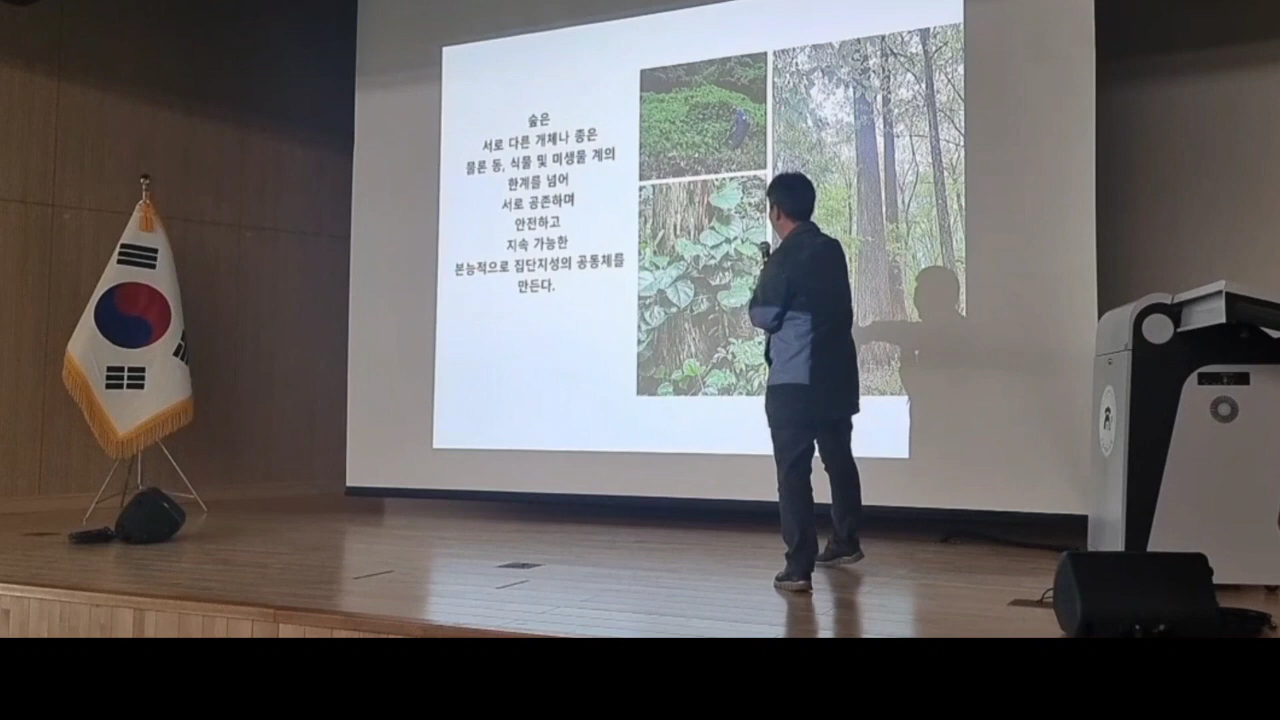 숲은
서로 다른 개체나 종은
물론 동, 식물 및 미생물 계의
한계를 넘어
서로 공존하며
안전하고
지속 가능한
본능적으로 집단지성의 공동체를
만든다.